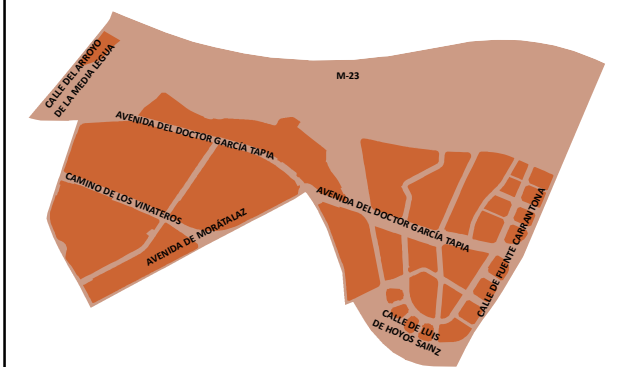 M-23
CALLE DEL ARROYO
DE LA MEDIA LEGUA
AVENIDA DEL DOCTOR GARCÍA TAPIA
CAMINO DE LOS VINATEROS
AVENIDA DE MORÁTALAZ
AVENIDA DEL DOCTOR GARCÍA TAPIA
CALLE DE FUENTE CARRANTONA
CALLE DE LUIS
DE HOYOS SAINZ